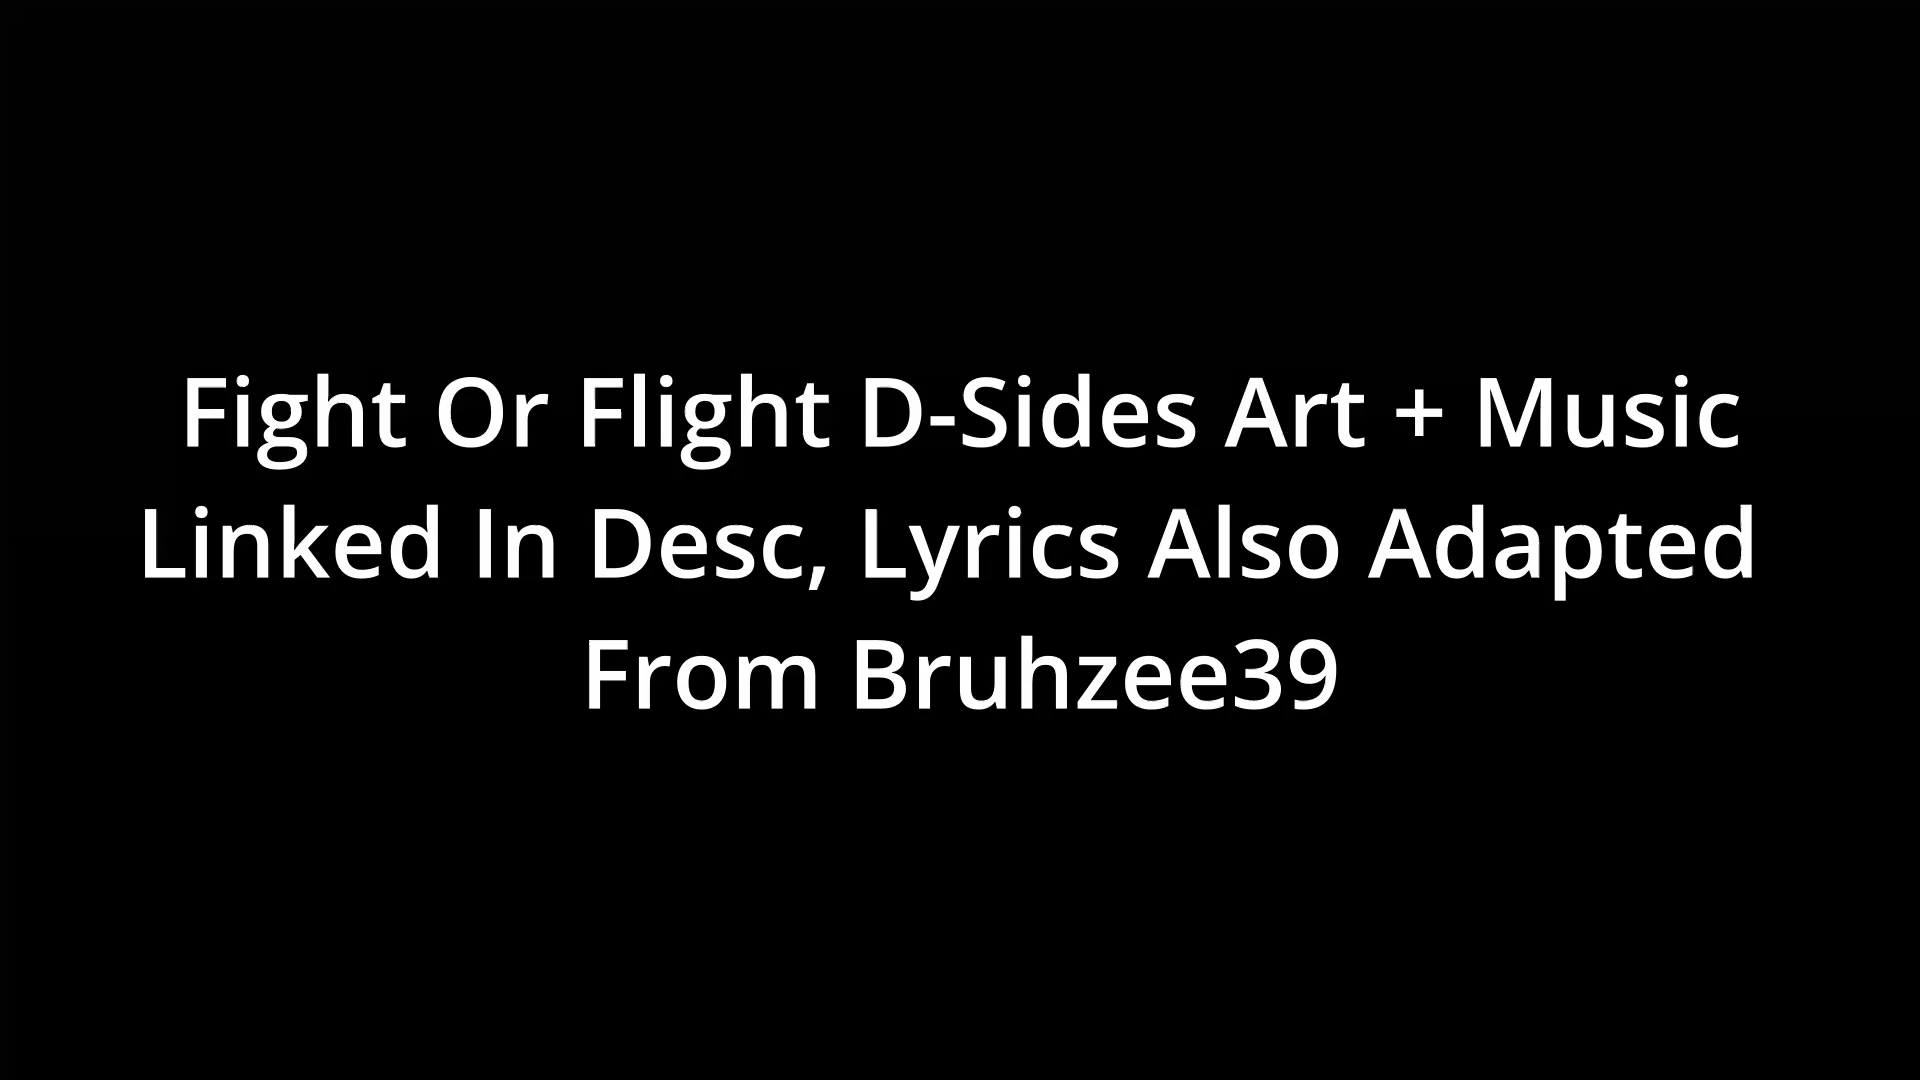 Fight Or Flight D-Sides Art + Music
Linked In Desc, Lyrics Also Adapted
From Bruhzee39